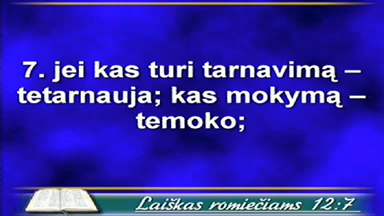 7. jei kas turi tarnavimą –
tetarnauja; kas mokymą –
temoko;
Laiškas romiečiams 12:7